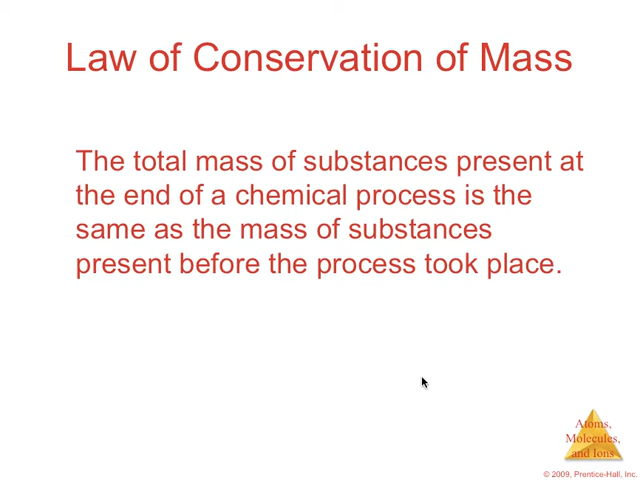 Law of Conservation of Mass
The total mass of substances present at
the end of a chemical process is the
same as the mass of substances
present before the process took place.
Atoms,
Molecules,
and Ions
© 2009, Prentice-Hall, Inc.